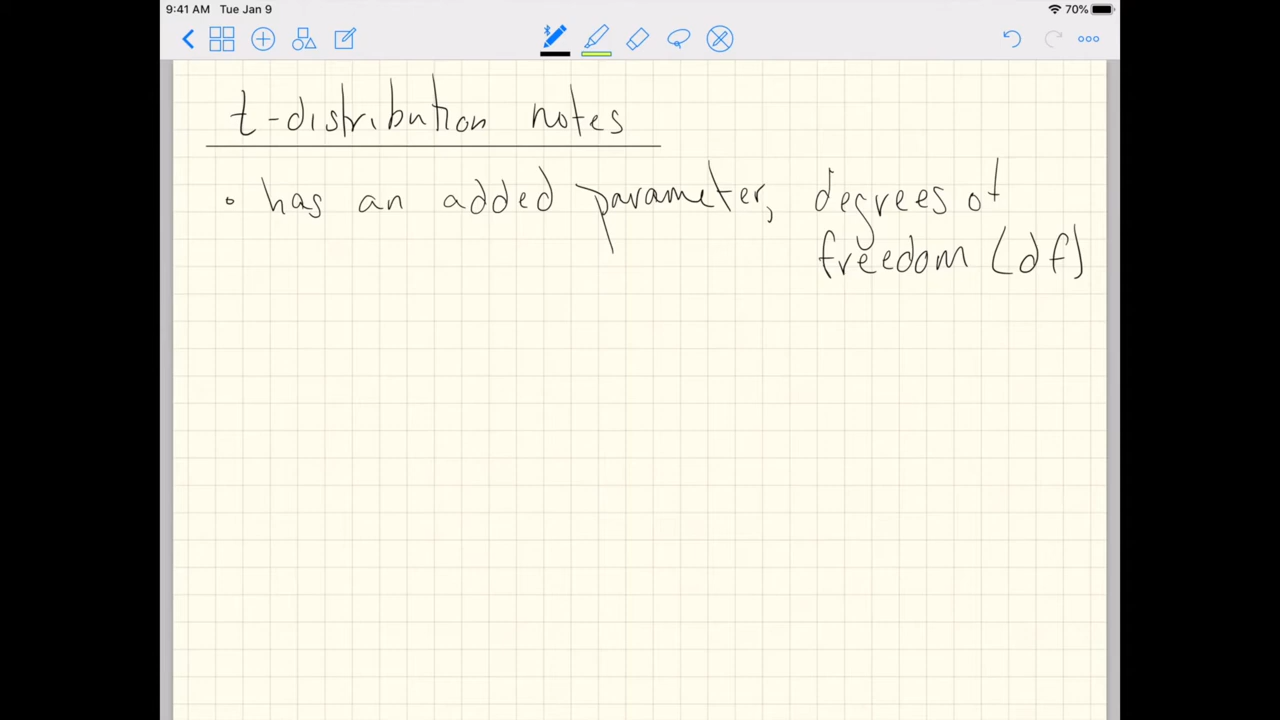 9:41 AM Tue Jan 9 70%
t-distribution notes
• has an added parameter, degrees of
freedom (df)